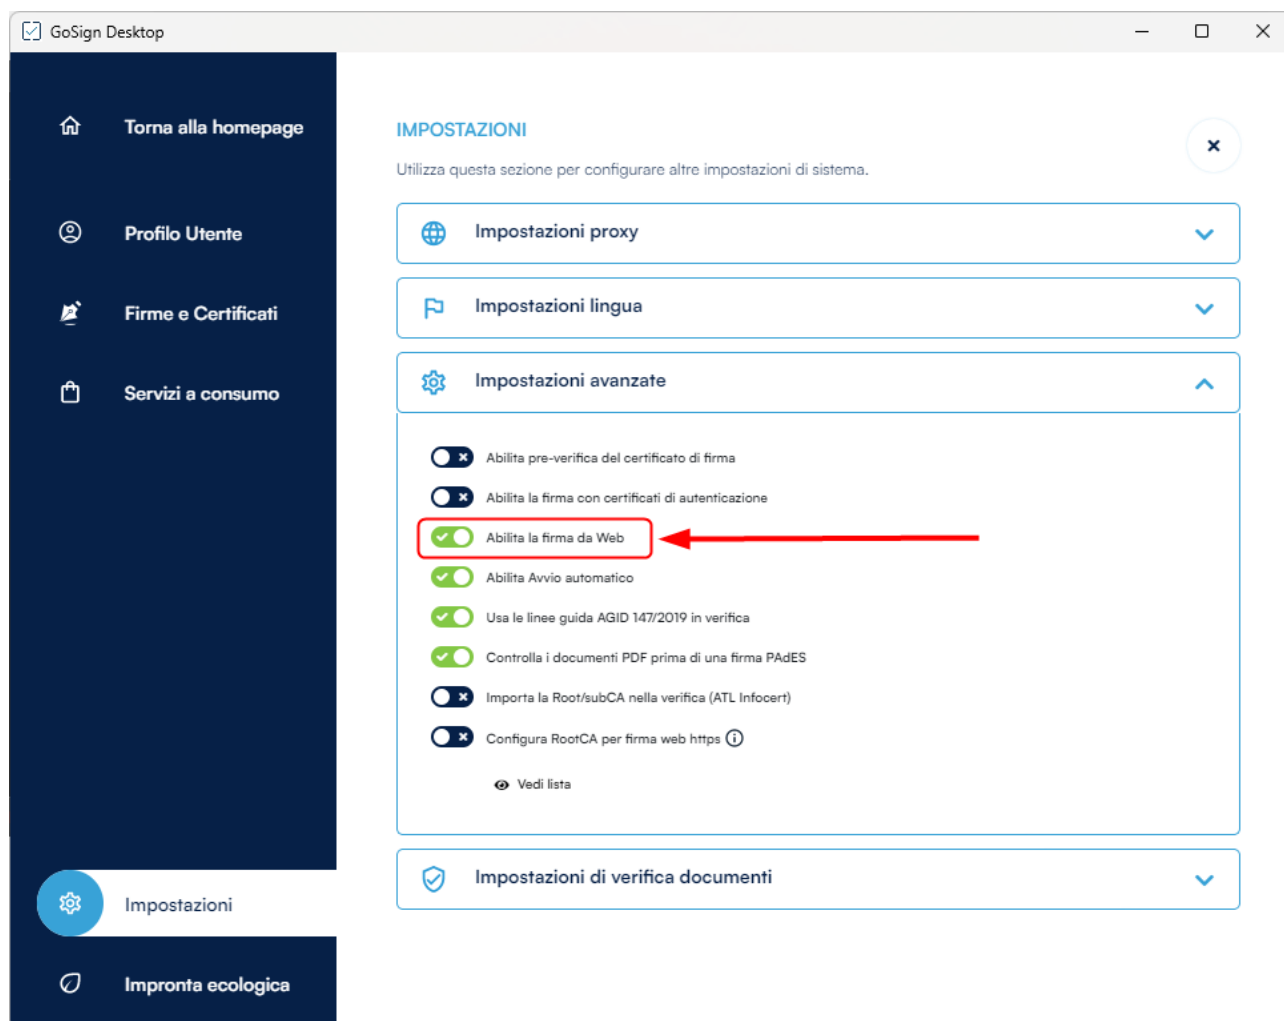 GoSign Desktop
Torna alla homepage
Profilo Utente
Firme e Certificati
Servizi a consumo
Impostazioni
Impronta ecologica
IMPOSTAZIONI
Utilizza questa sezione per configurare altre impostazioni di sistema.
Impostazioni proxy
Impostazioni lingua
Impostazioni avanzate
Abilita pre-verifica del certificato di firma
Abilita la firma con certificati di autenticazione
Abilita la firma da Web
Abilita Avvio automatico
Usa le linee guida AGID 147/2019 in verifica
Controlla i documenti PDF prima di una firma PAdES
Importa la Root/subCA nella verifica (ATL Infocert)
Configura RootCA per firma web https
Vedi lista
Impostazioni di verifica documenti